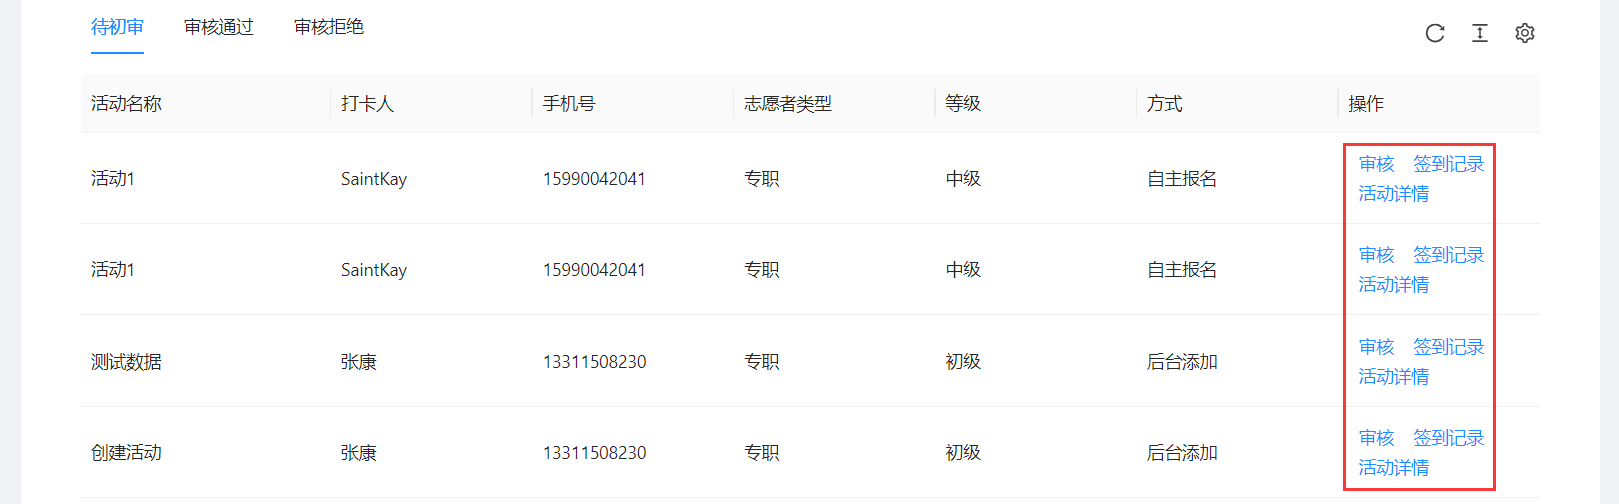 待初审 审核通过 审核拒绝
活动名称 打卡人 手机号 志愿者类型 等级 方式 操作
活动1 SaintKay 15990042041 专职 中级 自主报名 审核 签到记录
活动详情
活动1 SaintKay 15990042041 专职 中级 自主报名 审核 签到记录
活动详情
测试数据 张康 13311508230 专职 初级 后台添加 审核 签到记录
活动详情
创建活动 张康 13311508230 专职 初级 后台添加 审核 签到记录
活动详情